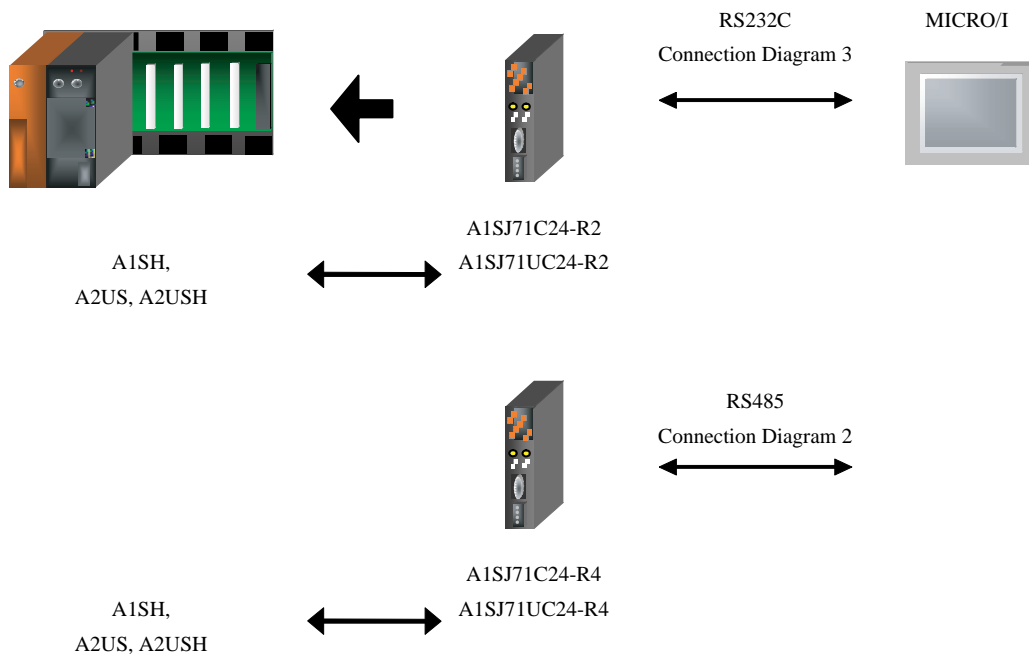 RS232C
MICRO/I
Connection Diagram 3
A1SJ71C24-R2
A1SJ71UC24-R2
A1SH,
A2US, A2USH
RS485
Connection Diagram 2
A1SJ71C24-R4
A1SJ71UC24-R4
A1SH,
A2US, A2USH